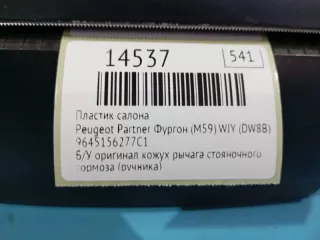 14537 541
Пластик салона
Peugeot Partner Фургон (M59) WJY (DW8B)
9645156277C1
Б/У оригинал кожух рычага стояночного
тормоза (ручника)